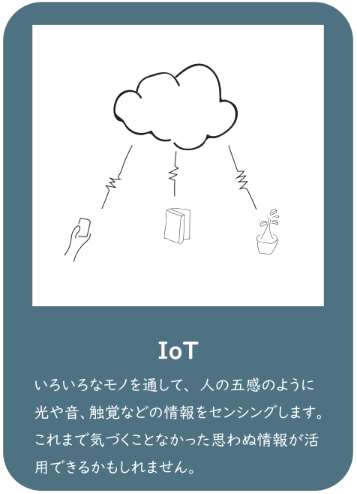 IoT
いろいろなモノを通して、人の五感のように
光や音、触覚などの情報をセンシングします。
これまで気づくことなかった思わぬ情報が活
用できるかもしれません。